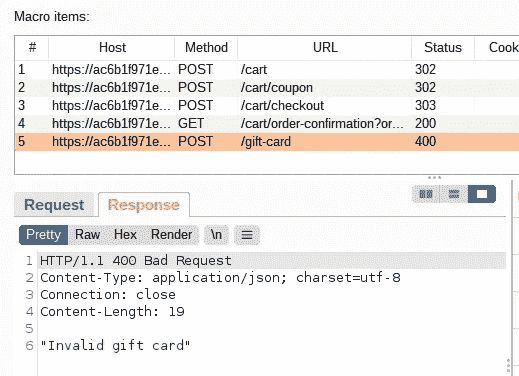 Macro items:
# Host Method URL Status Cook
1 https://ac6b1f971e... POST /cart 302
2 https://ac6b1f971e... POST /cart/coupon 302
3 https://ac6b1f971e... POST /cart/checkout 303
4 https://ac6b1f971e... GET /cart/order-confirmation?or... 200
5 https://ac6b1f971e... POST /gift-card 400
Request Response
Pretty Raw Hex Render \n
1 HTTP/1.1 400 Bad Request
2 Content-Type: application/json; charset=utf-8
3 Connection: close
4 Content-Length: 19
5
6 "Invalid gift card"